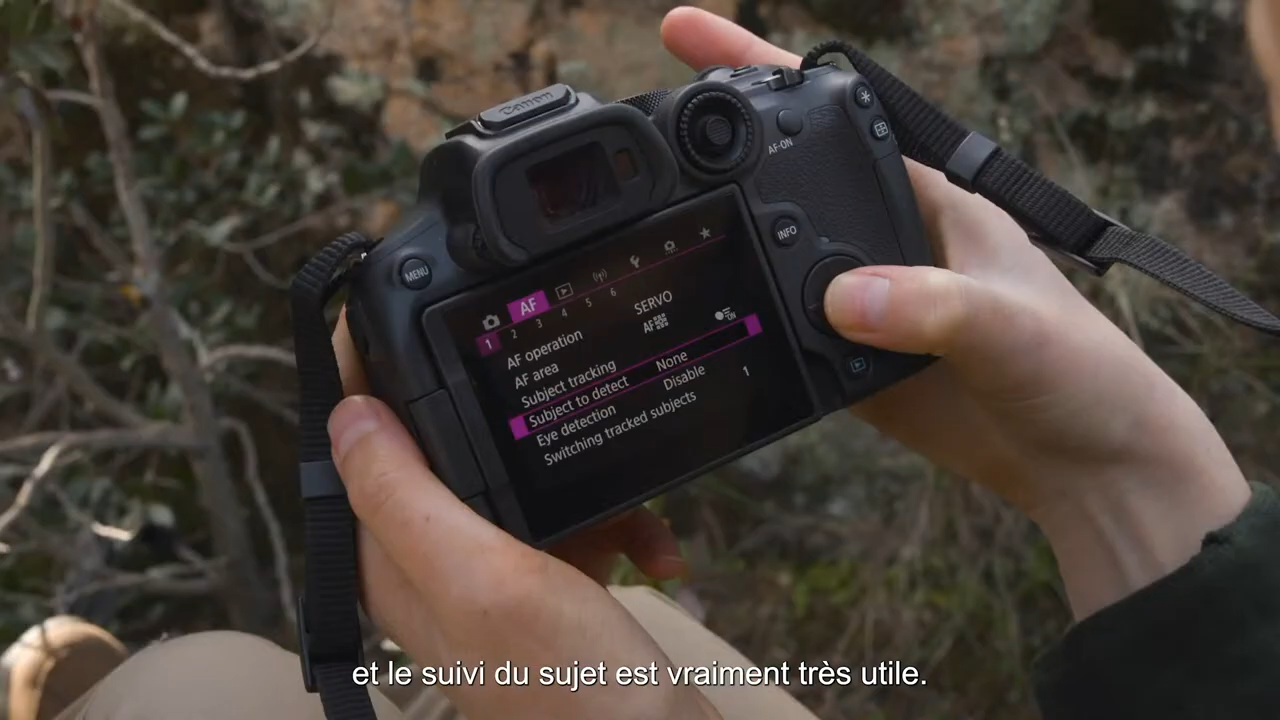 Canon
AF-ON
INFO
MENU
AF
1 2 3 4 5 6
AF operation SERVO
AF area AF
Subject tracking ON
Subject to detect None
Eye detection Disable
Switching tracked subjects 1
et le suivi du sujet est vraiment très utile.